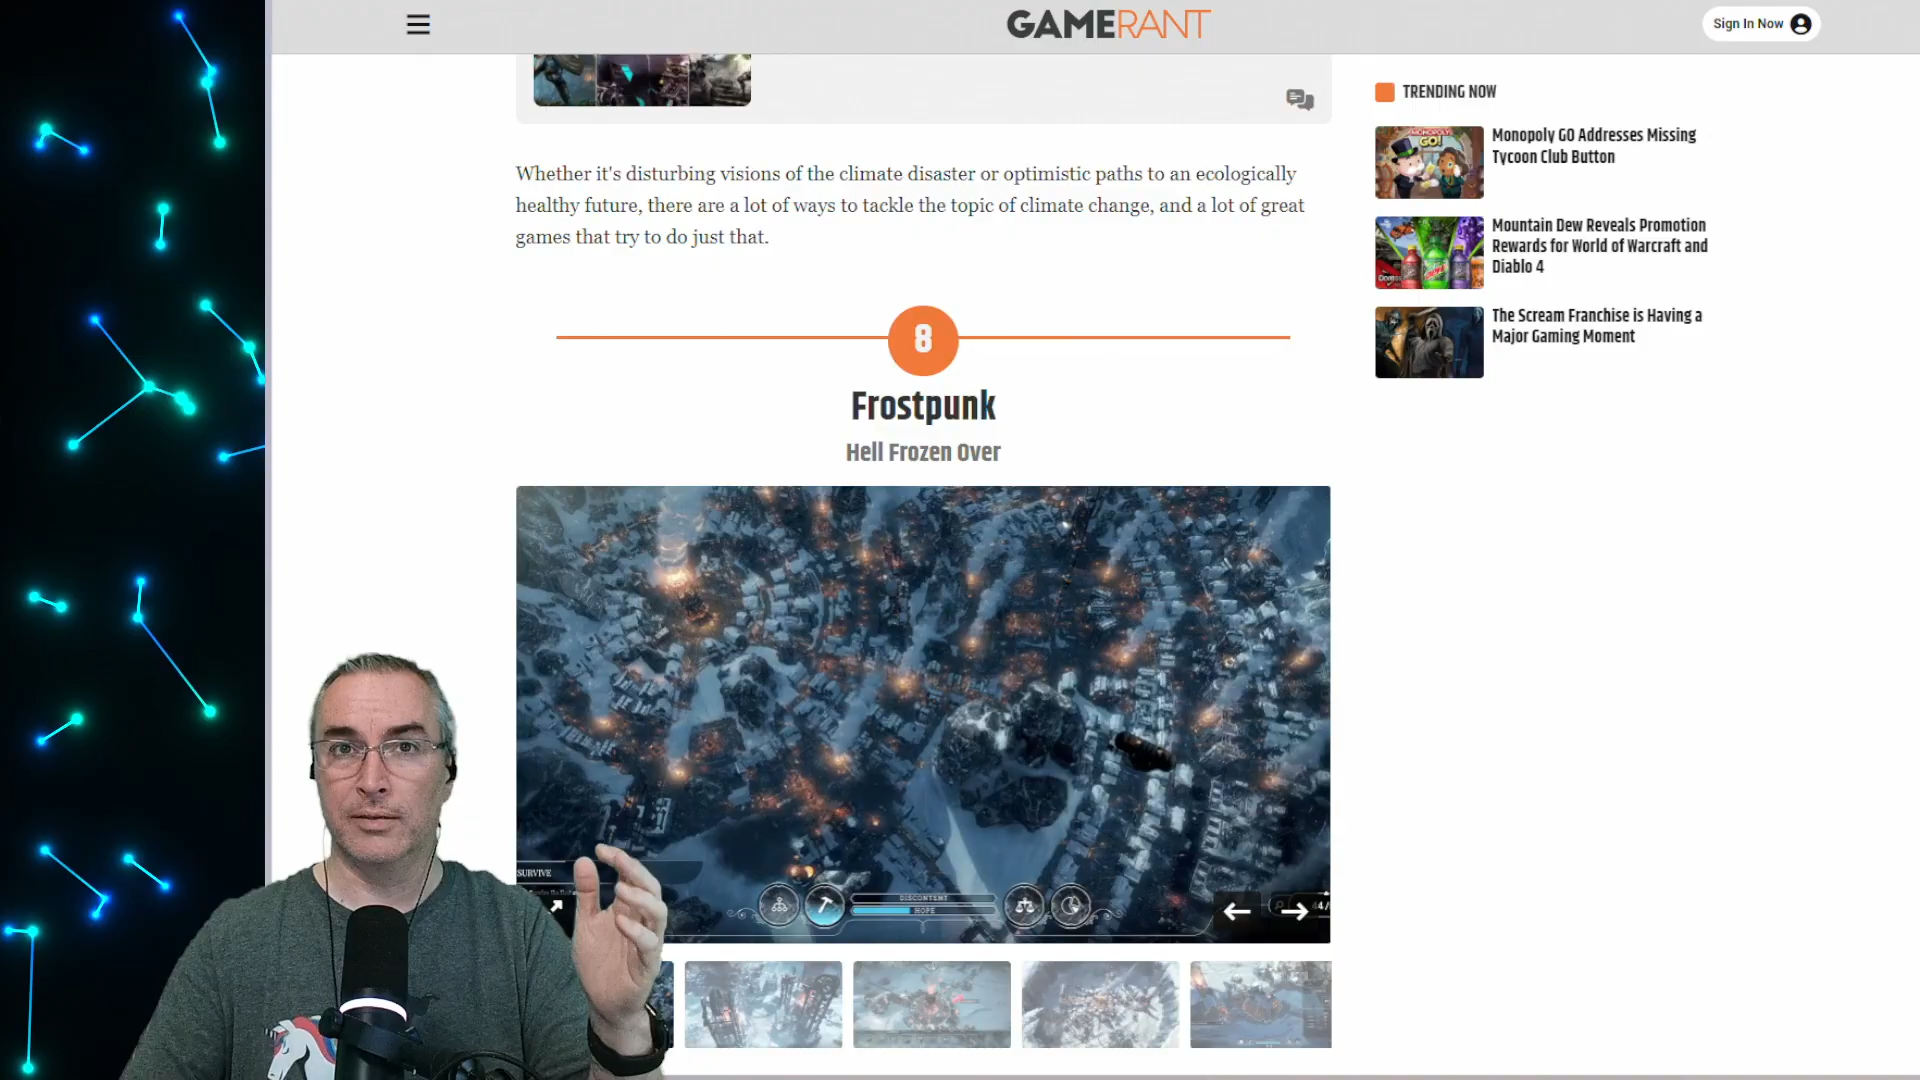 GAMERANT
Sign In Now
TRENDING NOW
Monopoly GO Addresses Missing
Tycoon Club Button
Mountain Dew Reveals Promotion
Rewards for World of Warcraft and
Diablo 4
The Scream Franchise is Having a
Major Gaming Moment
Whether it's disturbing visions of the climate disaster or optimistic paths to an ecologically
healthy future, there are a lot of ways to tackle the topic of climate change, and a lot of great
games that try to do just that.
8
Frostpunk
Hell Frozen Over
SURVIVE
DISCONTENT
HOPE